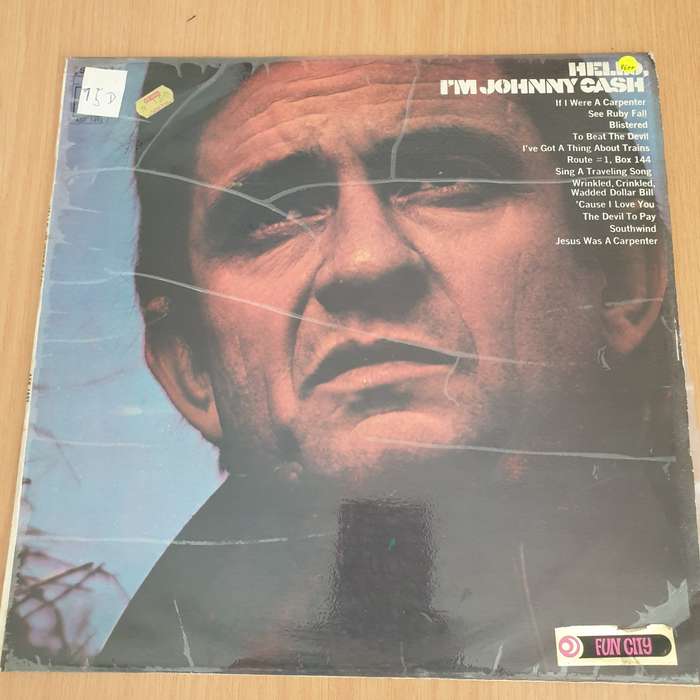 HELLO,
I'M JOHNNY CASH
If I Were A Carpenter
See Ruby Fall
Blistered
To Beat The Devil
I've Got A Thing About Trains
Route #1, Box 144
Sing A Traveling Song
Wrinkled, Crinkled,
Wadded Dollar Bill
'Cause I Love You
The Devil To Pay
Southwind
Jesus Was A Carpenter
FUN CITY